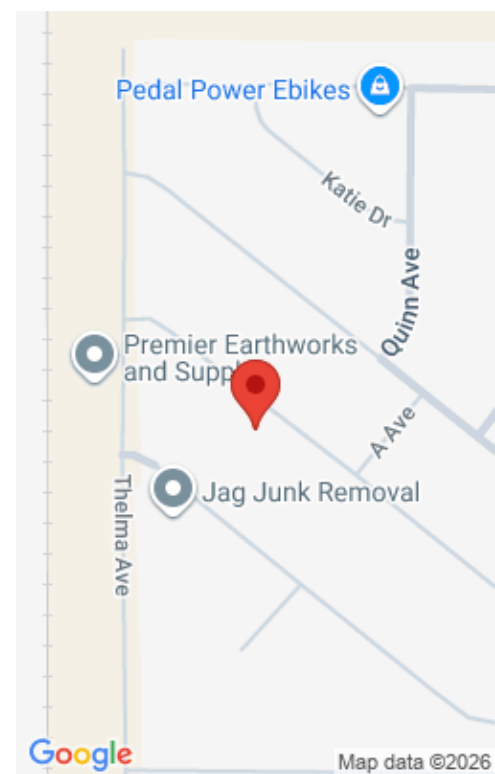 Pedal Power Ebikes
Katie Dr
Quinn Ave
Premier Earthworks
and Suppl
A Ave
Jag Junk Removal
Thelma Ave
Google
Map data ©2026